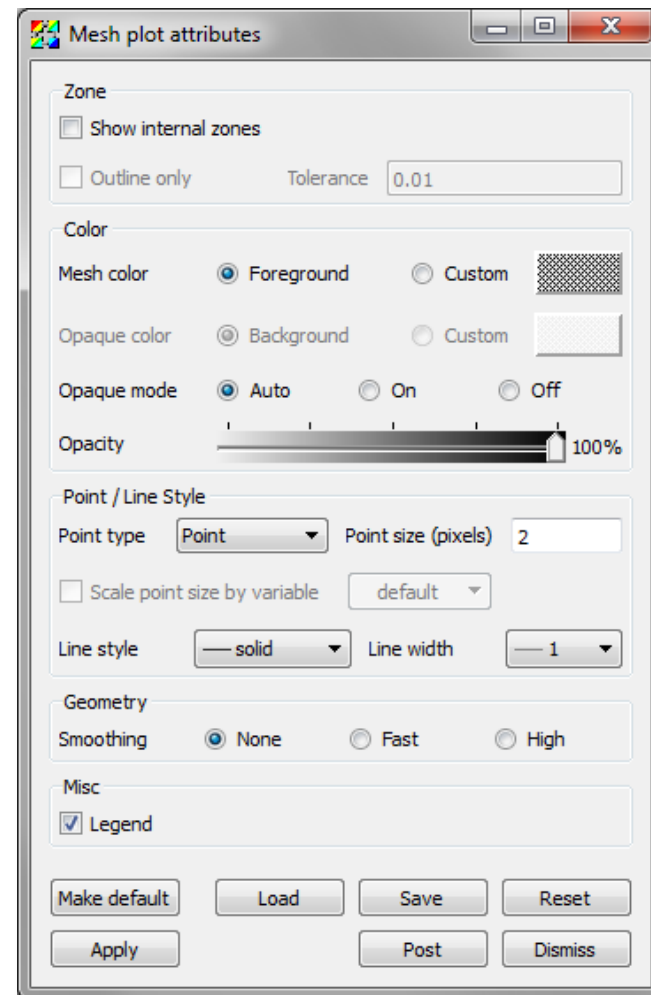 Mesh plot attributes
Zone
Show internal zones
Outline only Tolerance 0.01
Color
Mesh color Foreground Custom
Opaque color Background Custom
Opaque mode Auto On Off
Opacity 100%
Point / Line Style
Point type Point Point size (pixels) 2
Scale point size by variable default
Line style solid Line width 1
Geometry
Smoothing None Fast High
Misc
Legend
Make default Load Save Reset
Apply Post Dismiss